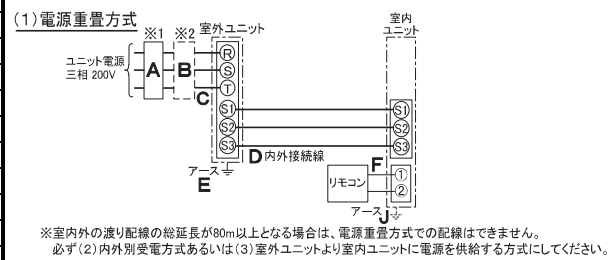 (1)電源重畳方式
※1 ※2 室外ユニット
室内
ユニット
ユニット電源
三相 200V
A
B
C
R
S
T
S1
S2
S3
S1
S2
S3
D 内外接続線
アース
E
リモコン
F
①
②
アース J
※室内外の渡り配線の総延長が80m以上となる場合は、電源重畳方式での配線はできません。
必ず(2)内外別受電方式あるいは(3)室外ユニットより室内ユニットに電源を供給する方式にしてください。